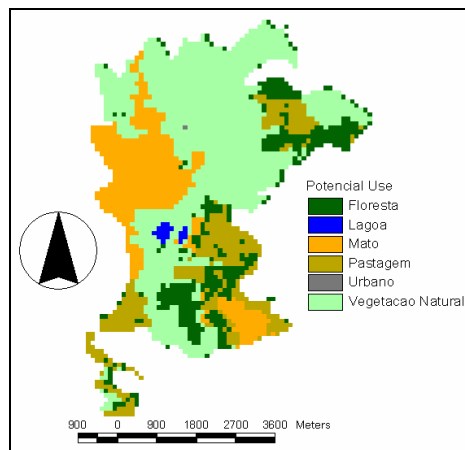 Potencial Use
Floresta
Lagoa
Mato
Pastagem
Urbano
Vegetacao Natural
900 0 900 1800 2700 3600 Meters